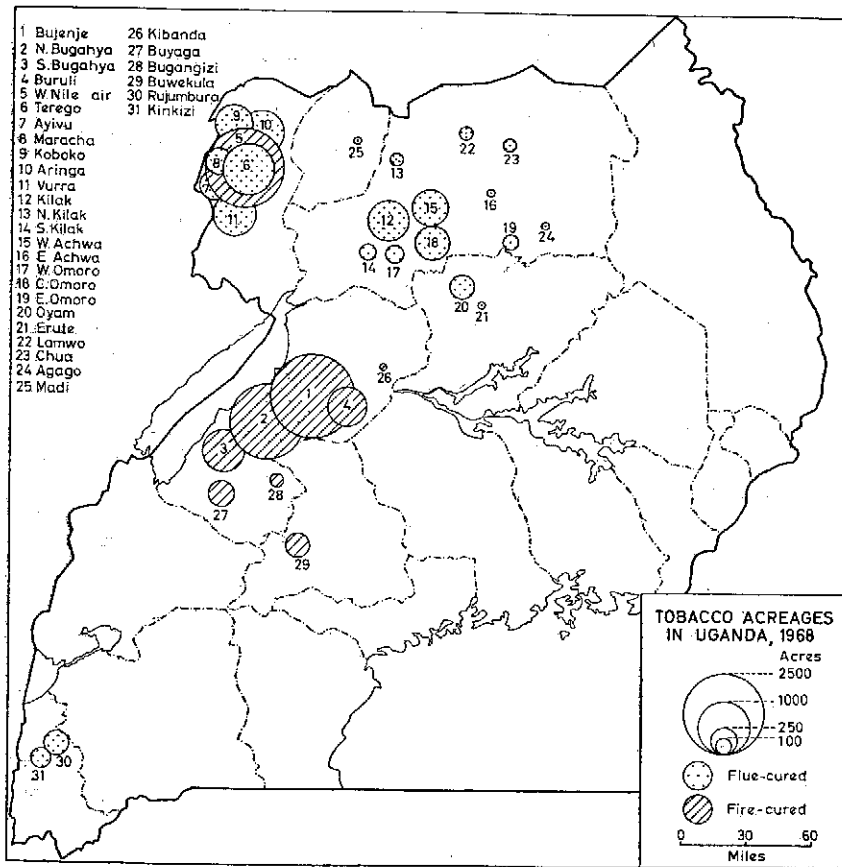 1 Bujenje
2 N.Bugahya
3 S.Bugahya
4 Buruli
5 W.Nile air
6 Terego
7 Ayivu
8 Maracha
9 Koboko
10 Aringa
11 Vurra
12 Kilak
13 N.Kilak
14 S.Kilak
15 W.Achwa
16 E.Achwa
17 W.Omoro
18 C.Omoro
19 E.Omoro
20 Oyam
21 Erute
22 Lamwo
23 Chua
24 Agago
25 Madi
26 Kibanda
27 Buyaga
28 Bugangizi
29 Buwekula
30 Rujumbura
31 Kinkizi
9
10
5
8
6
7
11
25
13
22
23
16
15
12
18
14
17
19
24
20
21
26
1
4
2
3
28
27
29
30
31
TOBACCO ACREAGES
IN UGANDA, 1968
Acres
2500
1000
250
100
Flue-cured
Fire-cured
0 30 60
Miles